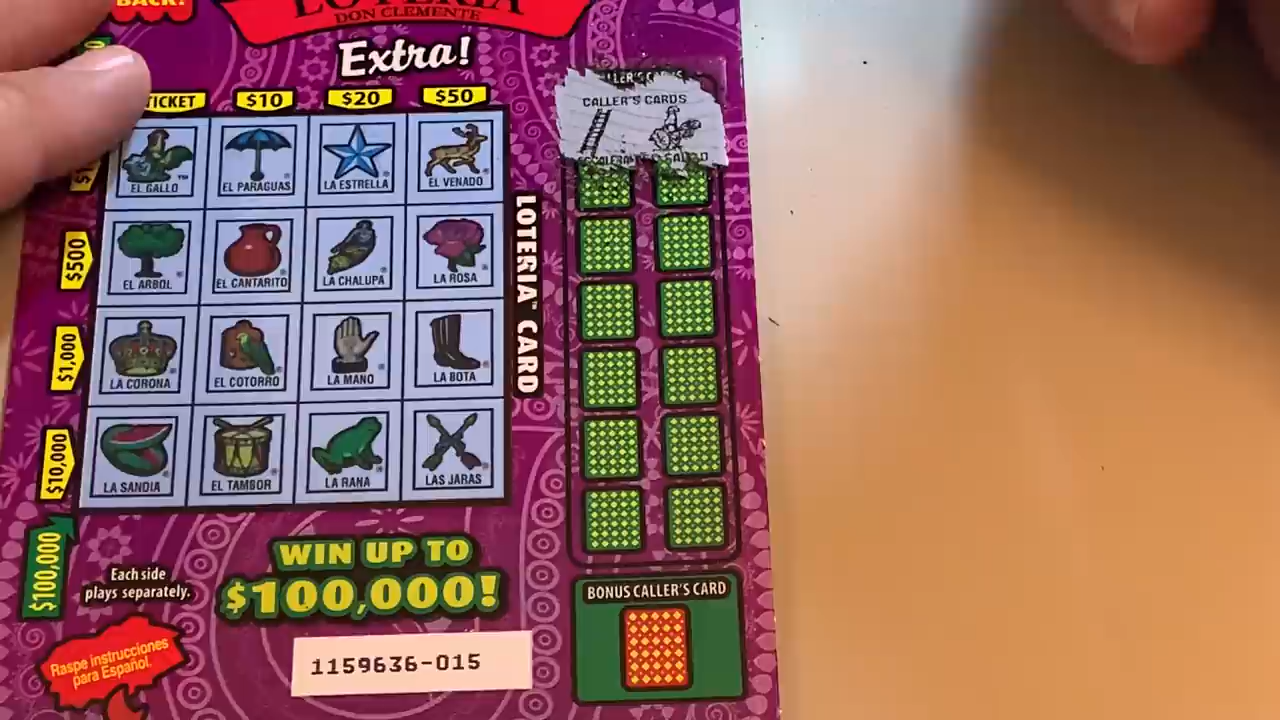 BACK!
LOTERIA
DON CLEMENTE
Extra!
TICKET $10 $20 $50
CALLER'S CARDS
EL GALLO EL PARAGUAS LA ESTRELLA EL VENADO
$500 EL ARBOL EL CANTARITO LA CHALUPA LA ROSA
$1,000 LA CORONA EL COTORRO LA MANO LA BOTA
$10,000 LA SANDIA EL TAMBOR LA RANA LAS JARAS
LOTERIA™ CARD
$100,000
Each side
plays separately.
WIN UP TO
$100,000!
BONUS CALLER'S CARD
Raspe instrucciones
para Español.
1159636-015